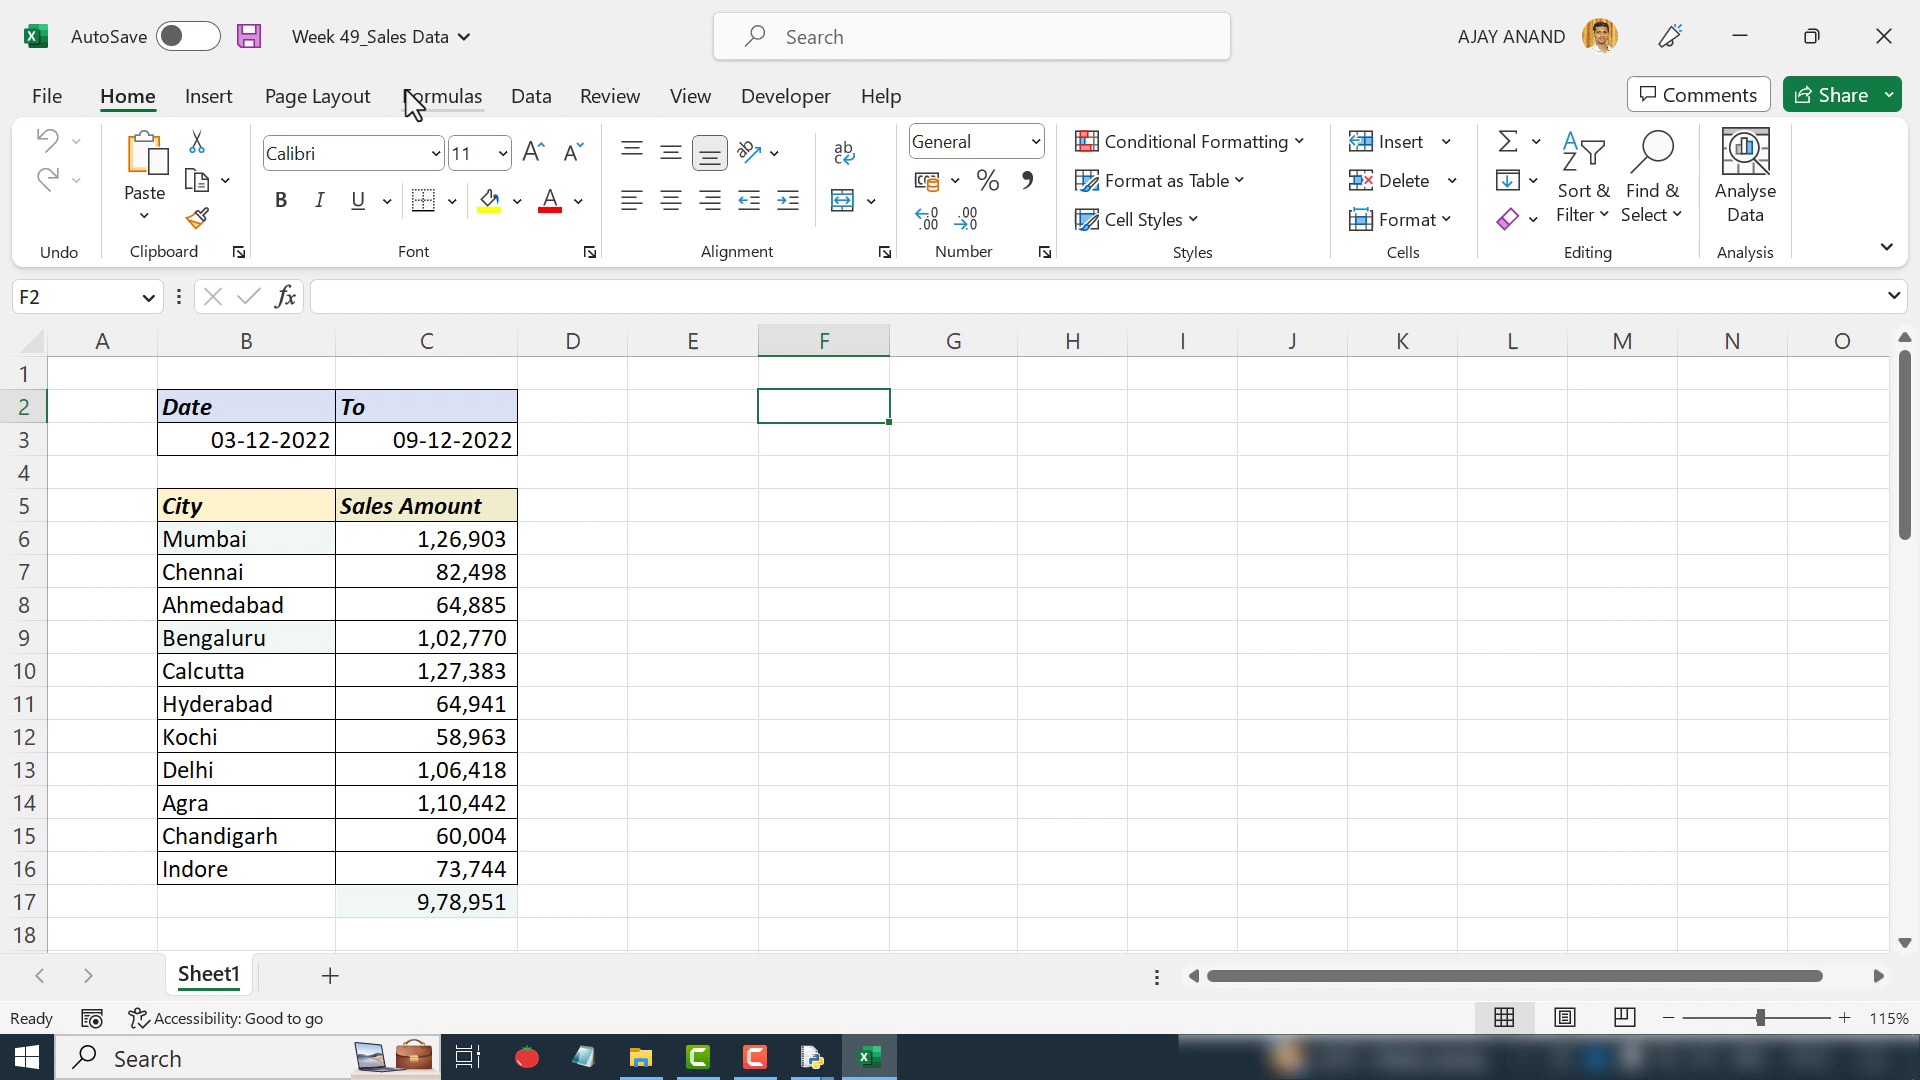 AutoSave Week 49_Sales Data Search AJAY ANAND
File Home Insert Page Layout Formulas Data Review View Developer Help Comments Share
Calibri 11 General Conditional Formatting Insert
Paste Format as Table Delete Sort & Find & Analyse
B I U ab c % Cell Styles Format Filter Select Data
Undo Clipboard Font Alignment Number Styles Cells Editing Analysis
F2 fx
A B C D E F G H I J K L M N O
1
2 Date To
3 03-12-2022 09-12-2022
4
5 City Sales Amount
6 Mumbai 1,26,903
7 Chennai 82,498
8 Ahmedabad 64,885
9 Bengaluru 1,02,770
10 Calcutta 1,27,383
11 Hyderabad 64,941
12 Kochi 58,963
13 Delhi 1,06,418
14 Agra 1,10,442
15 Chandigarh 60,004
16 Indore 73,744
17 9,78,951
18
Sheet1
Ready Accessibility: Good to go 115%
Search